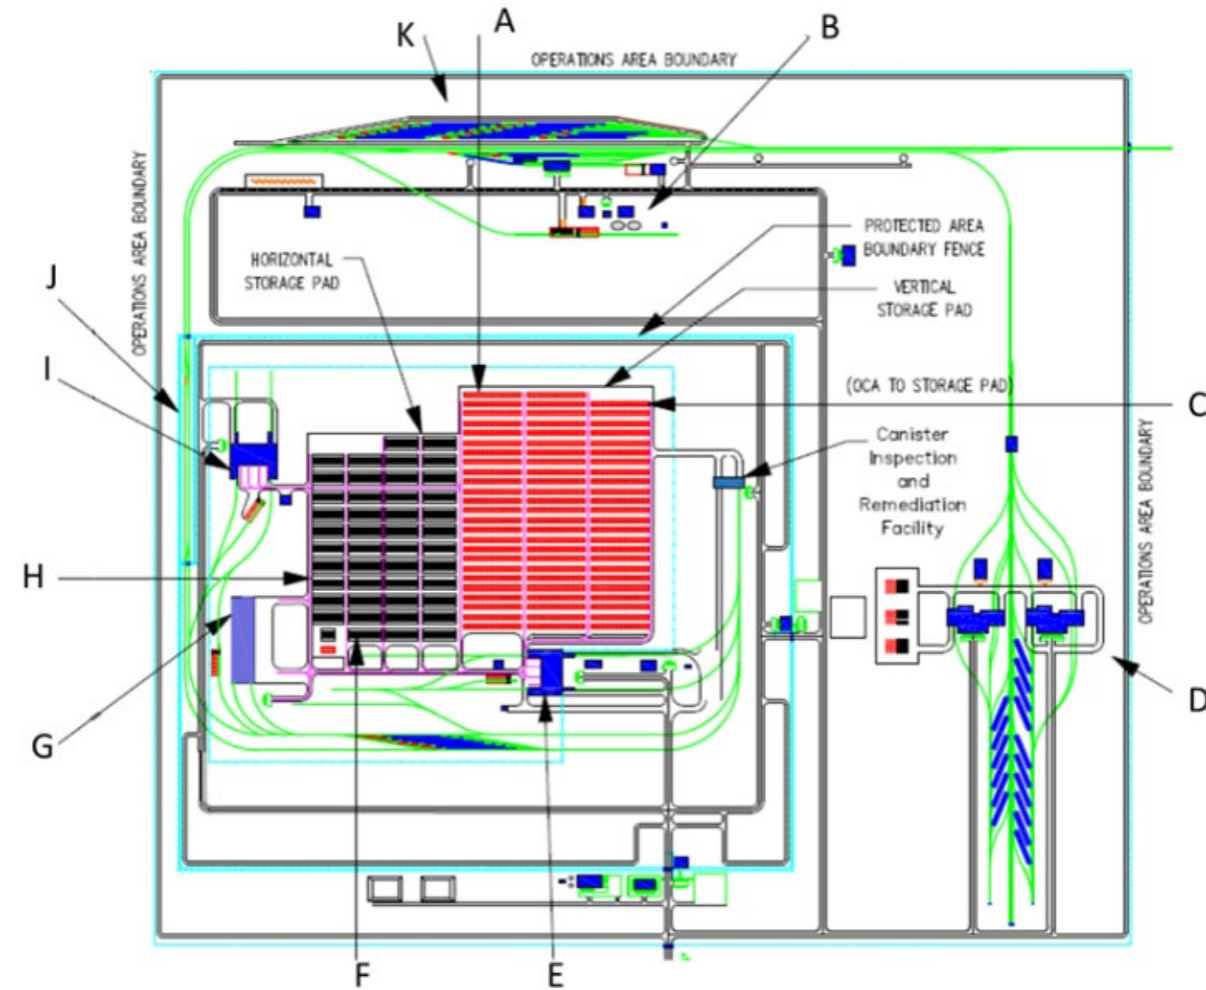 A
B
K
OPERATIONS AREA BOUNDARY
OPERATIONS AREA BOUNDARY
PROTECTED AREA
BOUNDARY FENCE
HORIZONTAL
STORAGE PAD
J
VERTICAL
STORAGE PAD
I
(OCA TO STORAGE PAD)
C
Canister
Inspection
and
Remediation
Facility
OPERATIONS AREA BOUNDARY
H
D
G
F
E